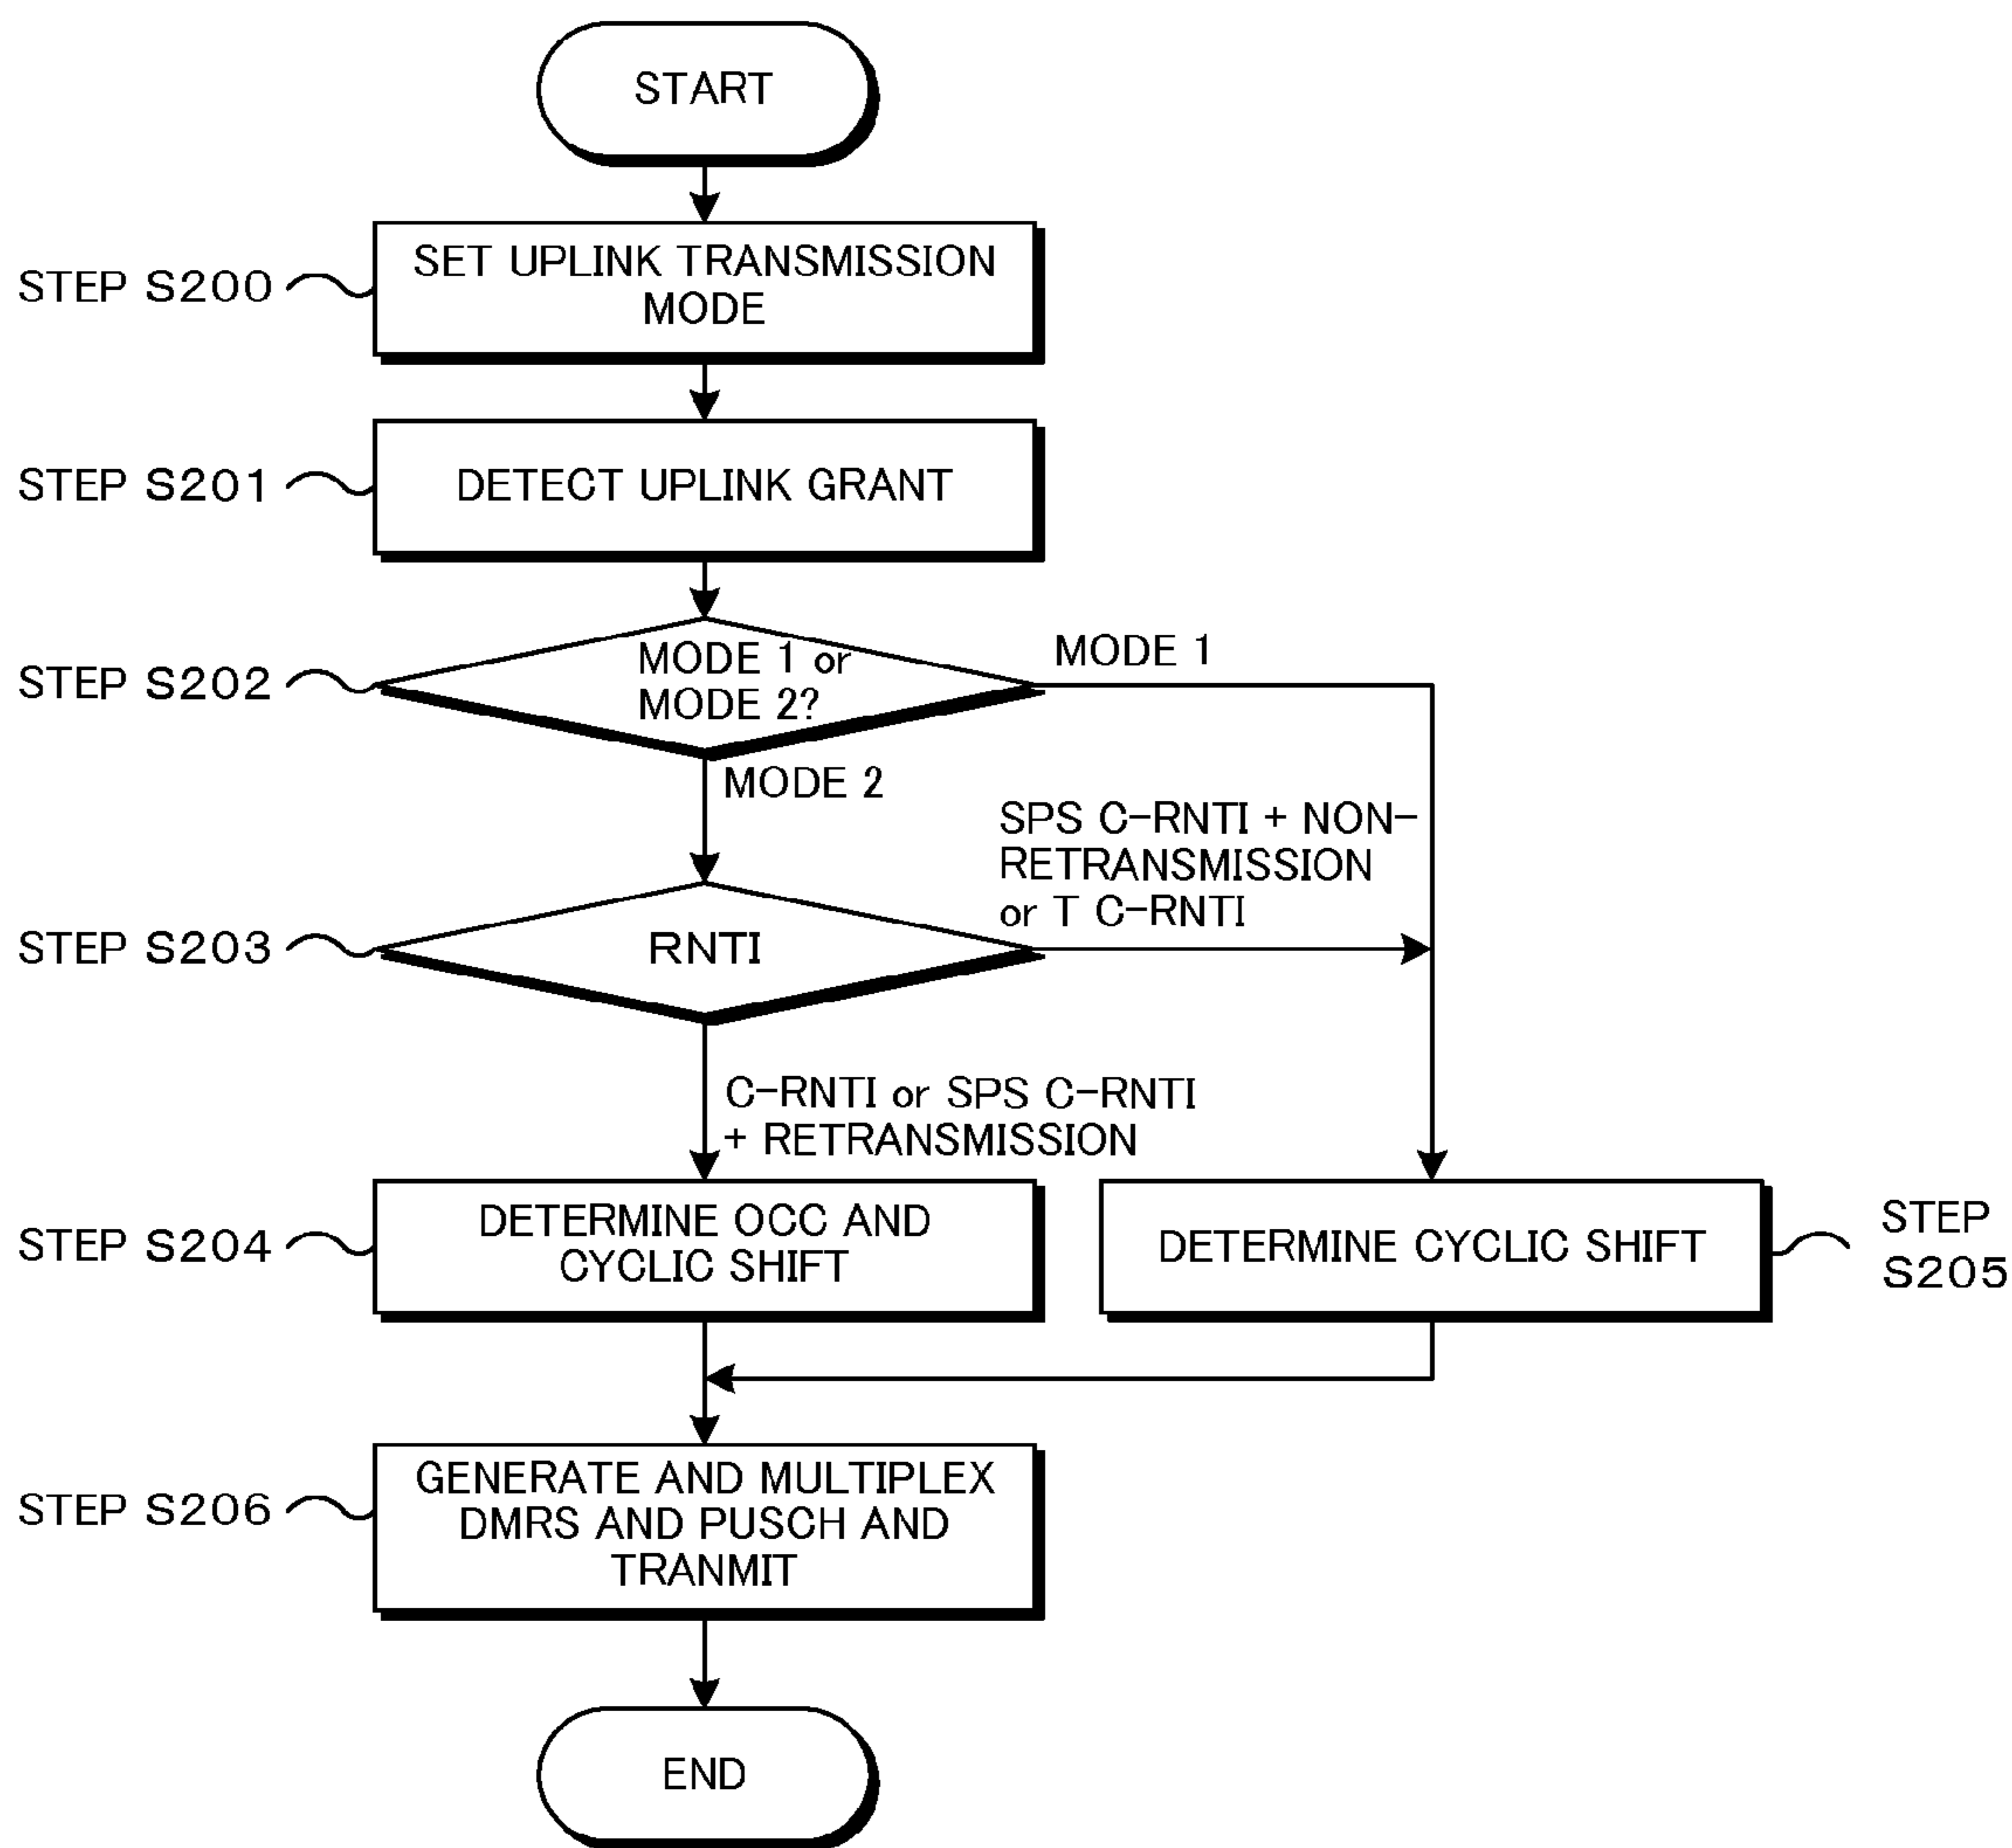 START
STEP S200
SET UPLINK TRANSMISSION
MODE
STEP S201
DETECT UPLINK GRANT
STEP S202
MODE 1 or
MODE 2?
MODE 1
MODE 2
SPS C-RNTI + NON-
RETRANSMISSION
or T C-RNTI
STEP S203
RNTI
C-RNTI or SPS C-RNTI
+ RETRANSMISSION
STEP S204
DETERMINE OCC AND
CYCLIC SHIFT
DETERMINE CYCLIC SHIFT
STEP
S205
STEP S206
GENERATE AND MULTIPLEX
DMRS AND PUSCH AND
TRANMIT
END